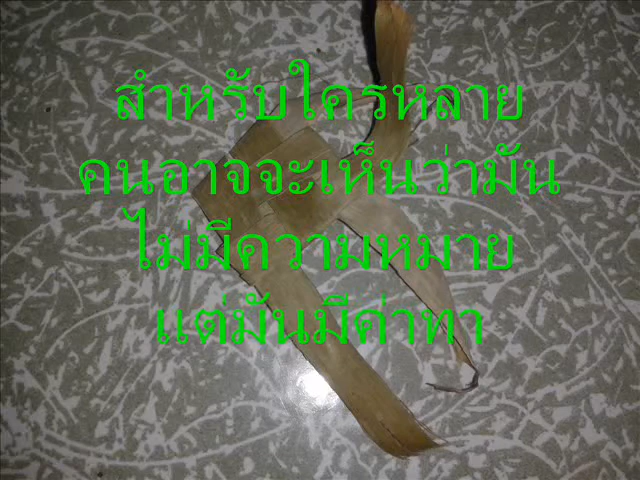 สำหรับใครหลาย
คนอาจจะเห็นว่ามัน
ไม่มีความหมาย
แต่มันมีค่าทา